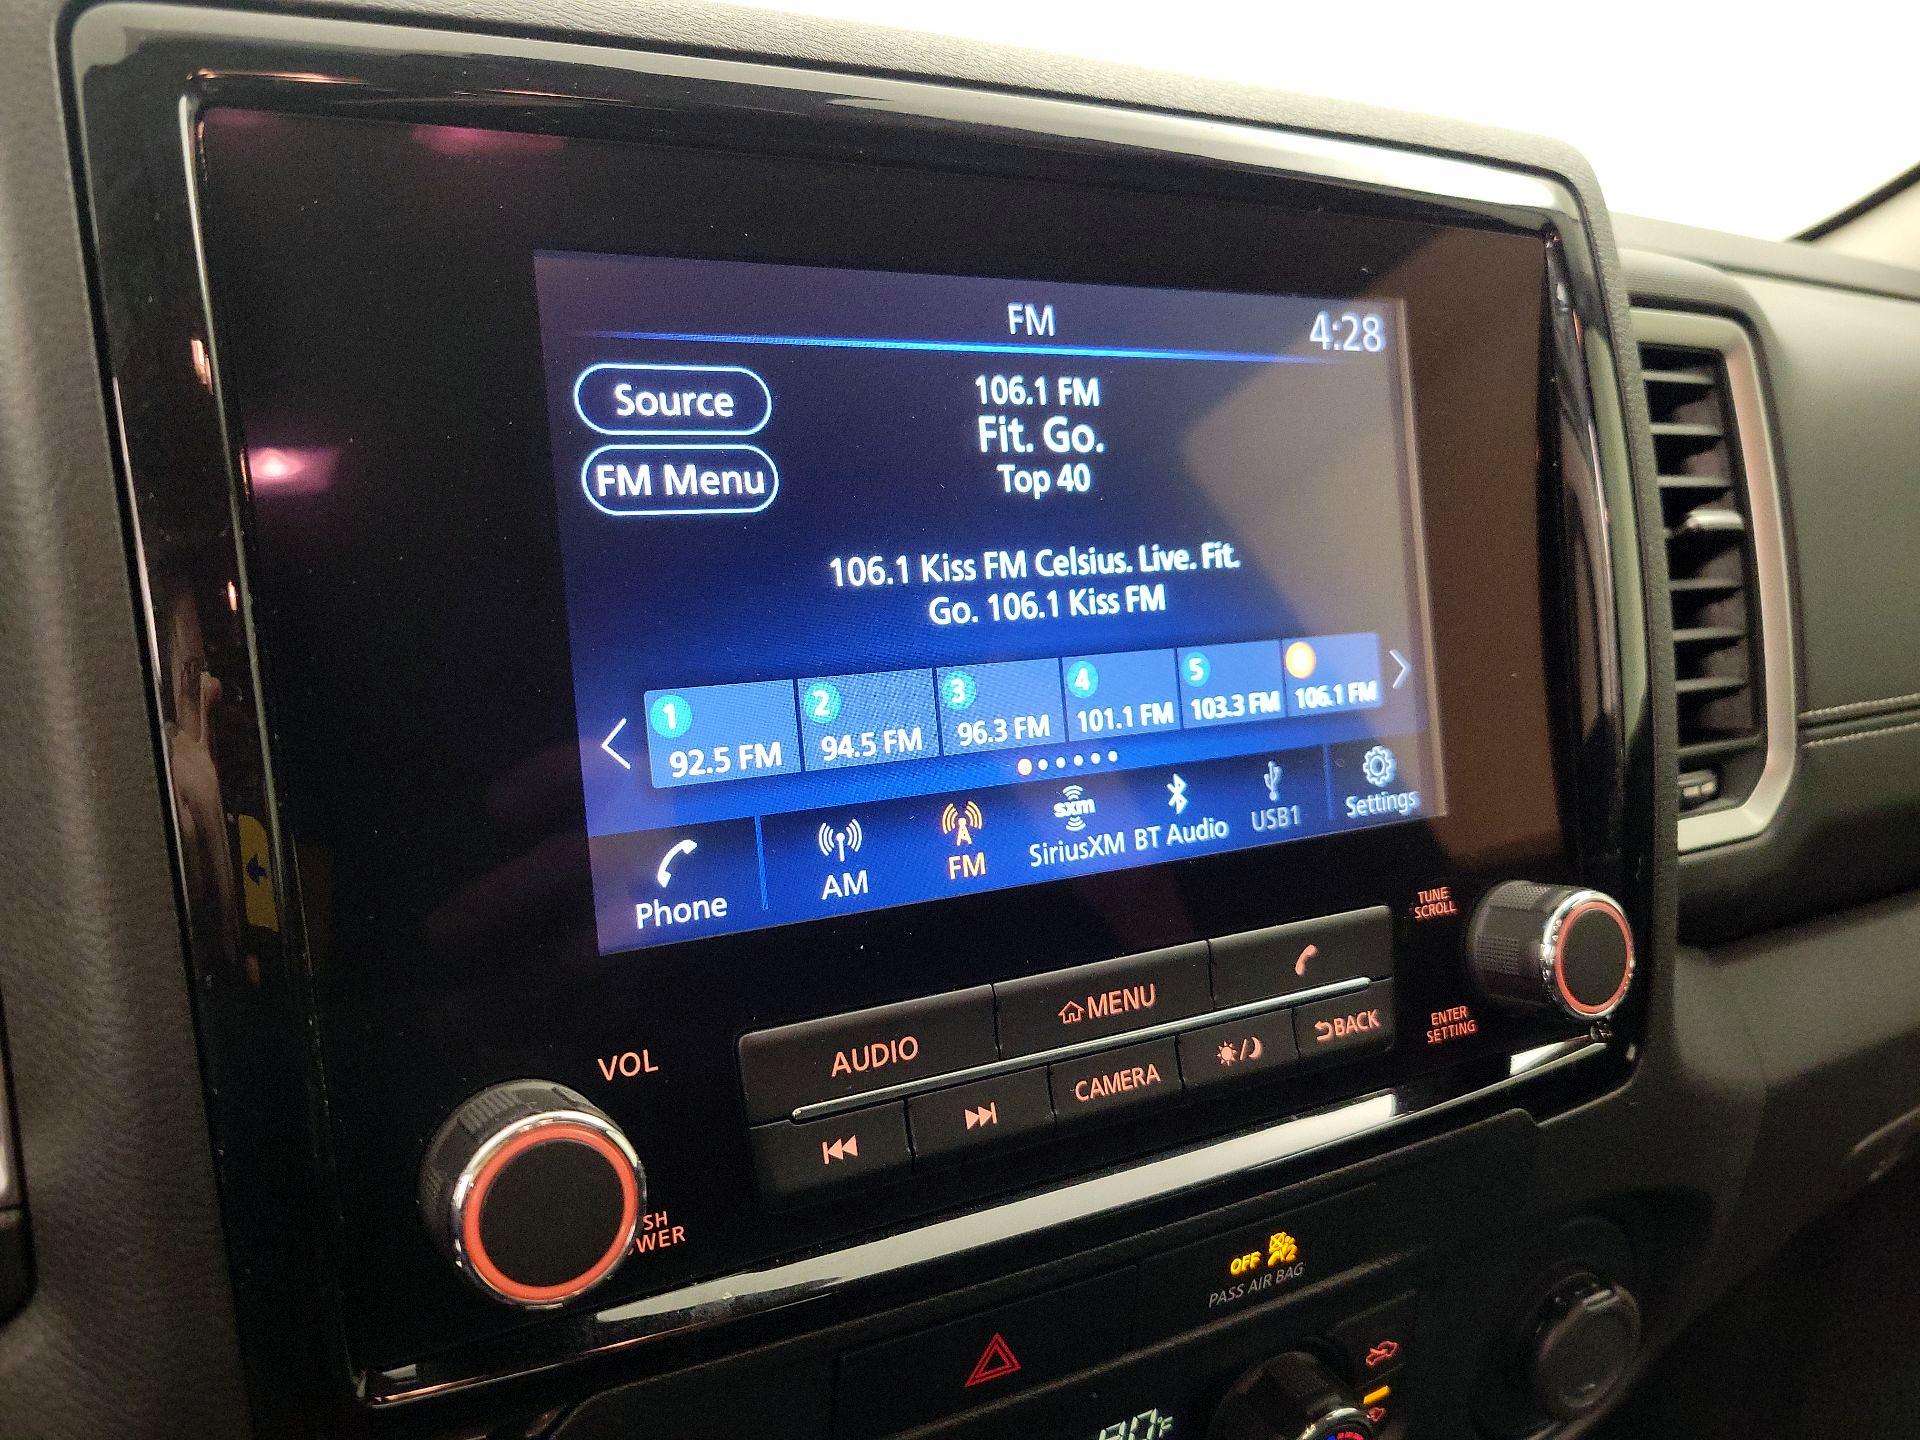 FM
4:28
Source
106.1 FM
Fit. Go.
FM Menu
Top 40
106.1 Kiss FM Celsius. Live. Fit.
Go. 106.1 Kiss FM
1 2 3 4 5
92.5 FM 94.5 FM 96.3 FM 101.1 FM 103.3 FM 106.1 FM
Phone
AM
FM
sxm
SiriusXM
BT Audio
USB1
Settings
TUNE
SCROLL
MENU
AUDIO
CAMERA
BACK
ENTER
SETTING
VOL
SH
WER
OFF
PASS AIR BAG